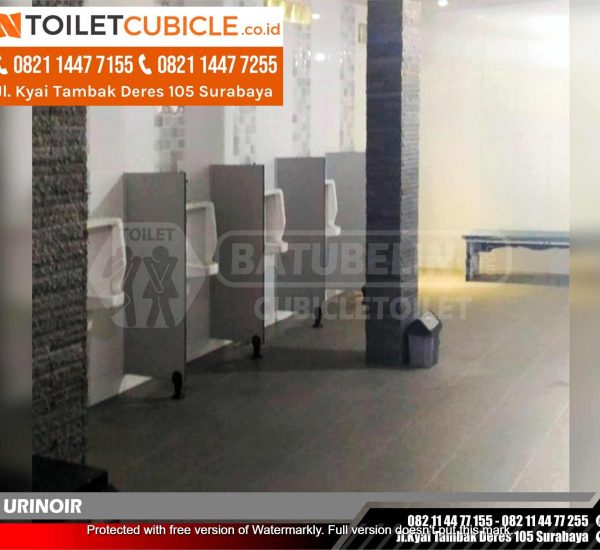 TOILETCUBICLE.co.id
0821 1447 7155 0821 1447 7255
Jl. Kyai Tambak Deres 105 Surabaya
TOILET
CUBICLETOILET
URINOIR
082 11 44 77 155 - 082 11 44 77 255
Jl.Kyai Tambak Deres 105 Surabaya
Protected with free version of Watermarkly. Full version doesn't put this mark.